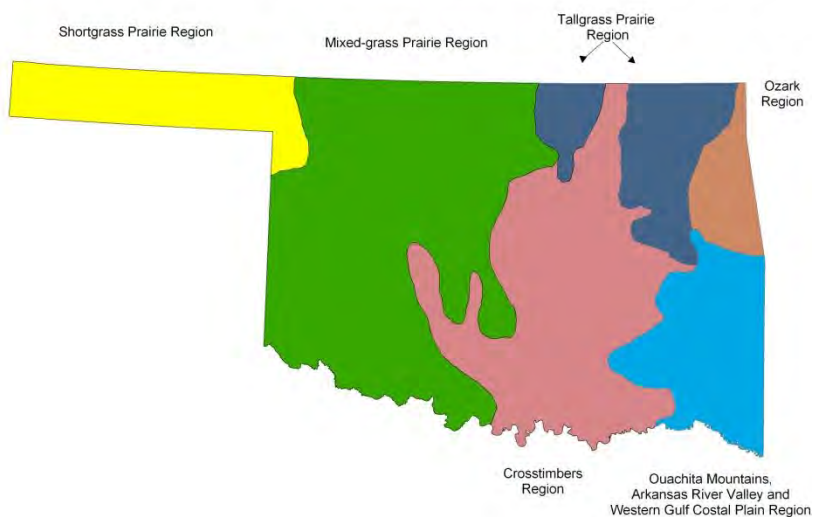 Shortgrass Prairie Region
Mixed-grass Prairie Region
Tallgrass Prairie
Region
Ozark
Region
Crosstimbers
Region
Ouachita Mountains,
Arkansas River Valley and
Western Gulf Costal Plain Region